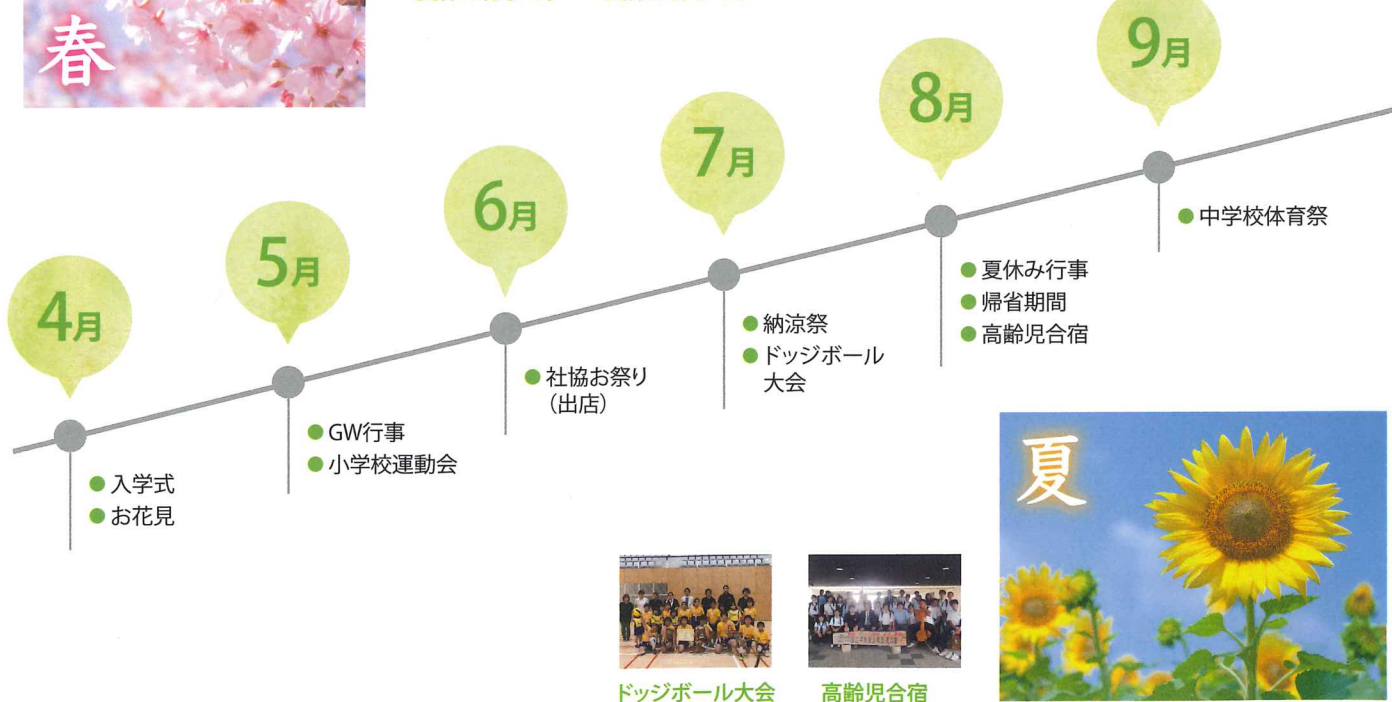 春
4月
● 入学式
● お花見
5月
● GW行事
● 小学校運動会
6月
● 社協お祭り
（出店）
7月
● 納涼祭
● ドッジボール
大会
8月
● 夏休み行事
● 帰省期間
● 高齢児合宿
9月
● 中学校体育祭
夏
ドッジボール大会
高齢児合宿